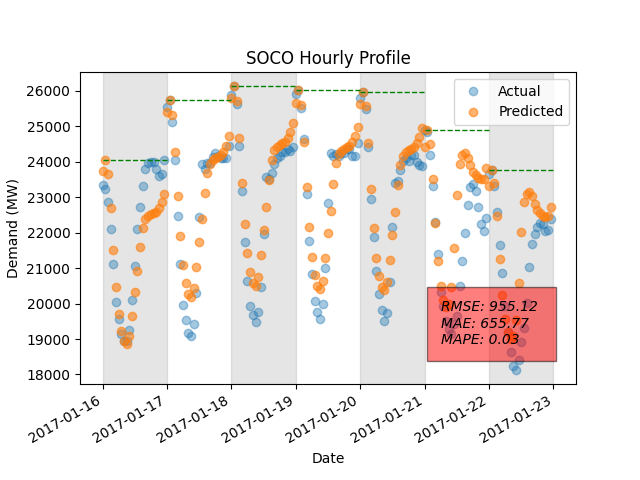 SOCO Hourly Profile
Actual
Predicted
26000
25000
24000
23000
22000
21000
20000
19000
18000
Demand (MW)
RMSE: 955.12
MAE: 655.77
MAPE: 0.03
2017-01-16
2017-01-17
2017-01-18
2017-01-19
2017-01-20
2017-01-21
2017-01-22
2017-01-23
Date